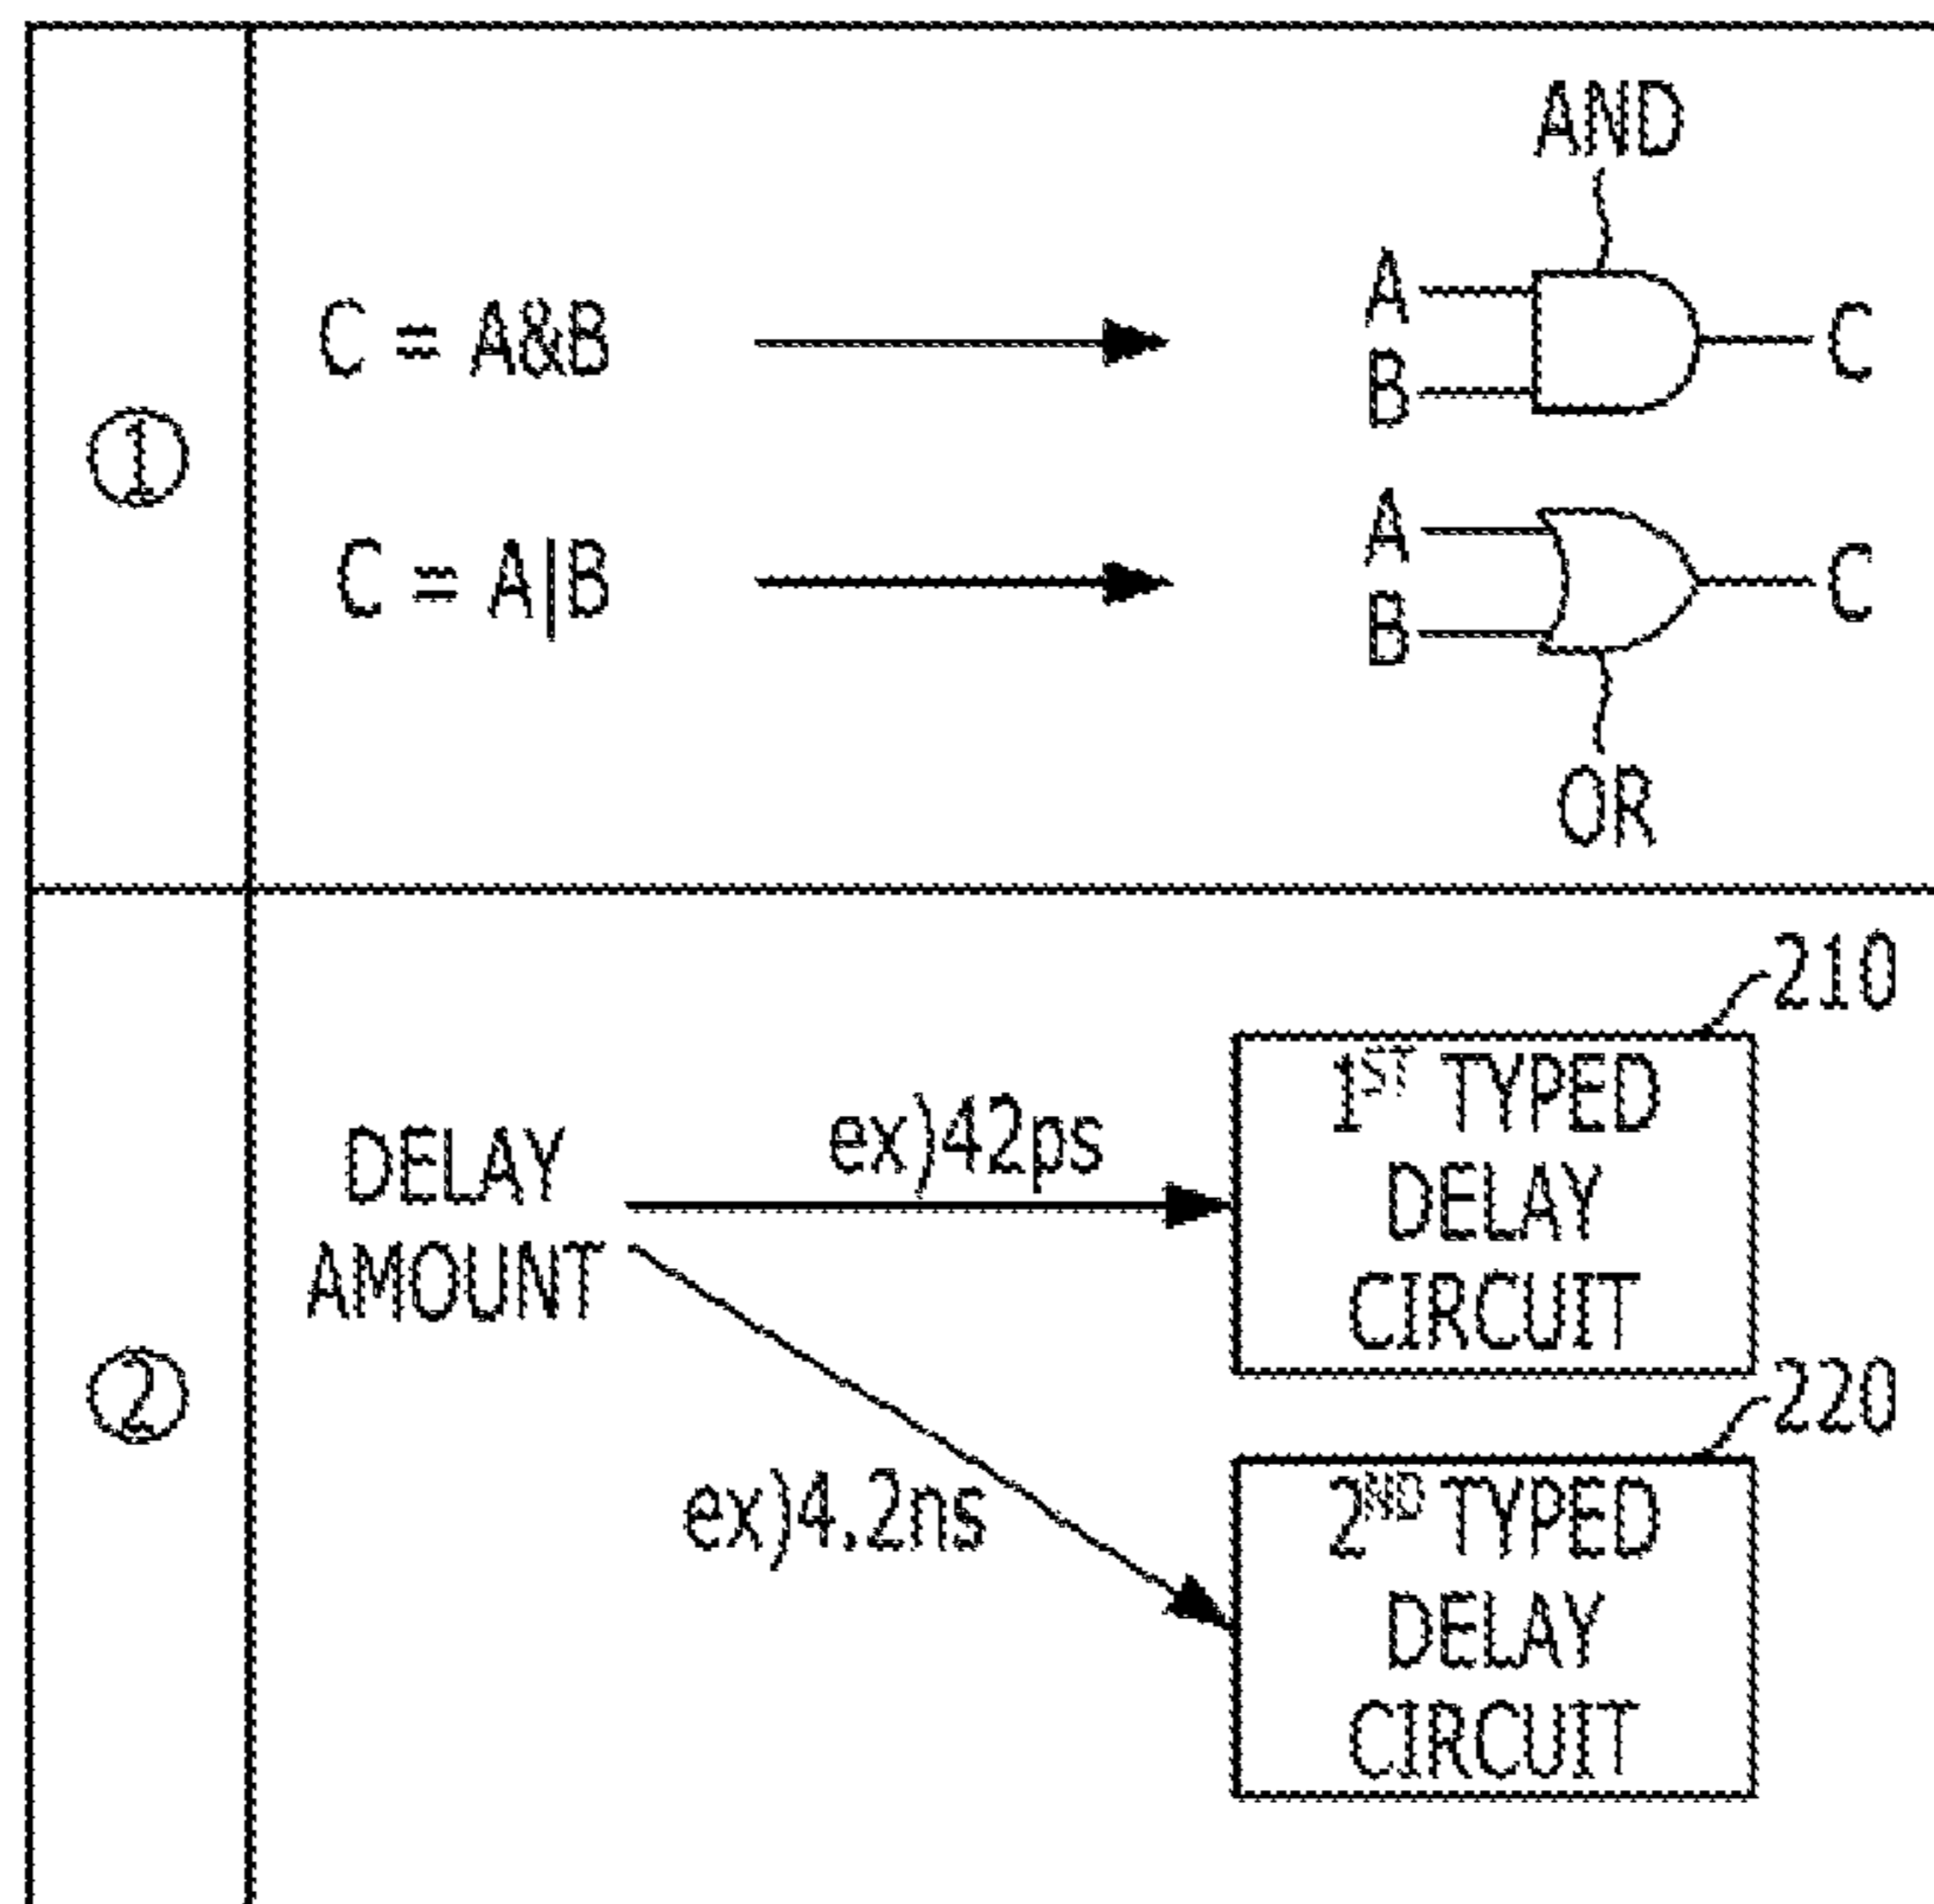 AND
C = A&B
A
B
C
①
C = A|B
A
B
C
OR
210
1ST TYPED
DELAY
CIRCUIT
DELAY
AMOUNT
ex)42ps
②
220
ex)4.2ns
2ND TYPED
DELAY
CIRCUIT